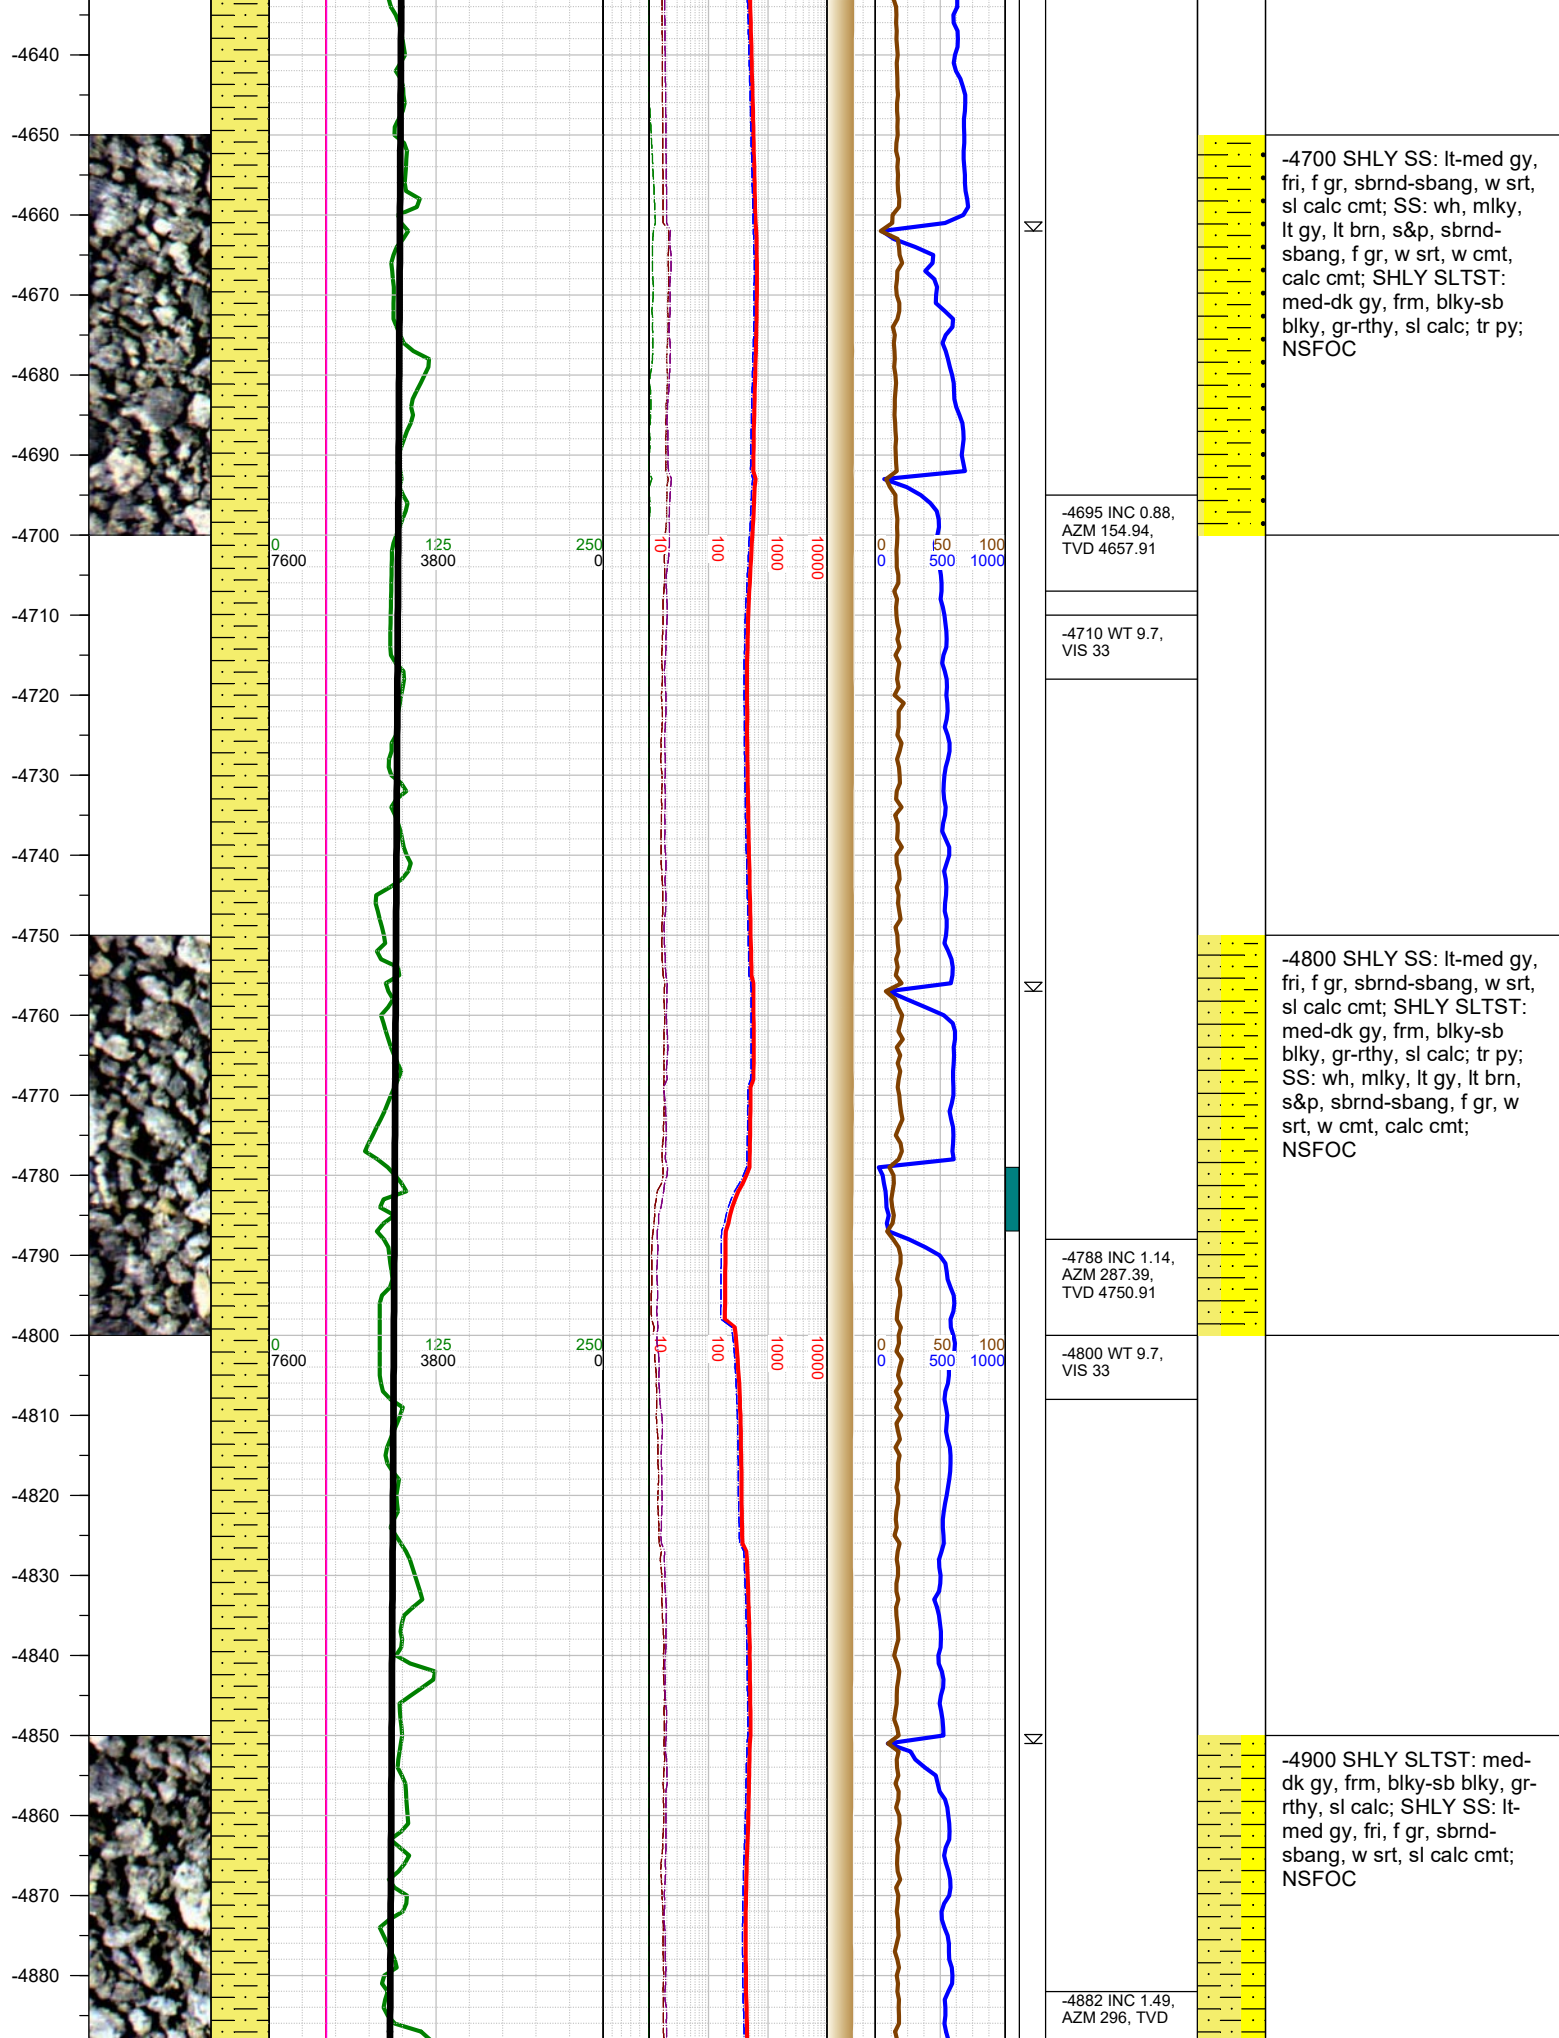 -4640
-4650
-4660
-4670
-4680
-4690
-4700
-4710
-4720
-4730
-4740
-4750
-4760
-4770
-4780
-4790
-4800
-4810
-4820
-4830
-4840
-4850
-4860
-4870
-4880
0 125 250
7600 3800 0
10 100 1000 10000
0 50 100
0 500 1000
0 125 250
7600 3800 0
10 100 1000 10000
0 50 100
0 500 1000
-4695 INC 0.88,
AZM 154.94,
TVD 4657.91
-4710 WT 9.7,
VIS 33
-4788 INC 1.14,
AZM 287.39,
TVD 4750.91
-4800 WT 9.7,
VIS 33
-4882 INC 1.49,
AZM 296, TVD
-4700 SHLY SS: lt-med gy,
fri, f gr, sbrnd-sbang, w srt,
sl calc cmt; SS: wh, mlky,
lt gy, lt brn, s&p, sbrnd-
sbang, f gr, w srt, w cmt,
calc cmt; SHLY SLTST:
med-dk gy, frm, blky-sb
blky, gr-rthy, sl calc; tr py;
NSFOC
-4800 SHLY SS: lt-med gy,
fri, f gr, sbrnd-sbang, w srt,
sl calc cmt; SHLY SLTST:
med-dk gy, frm, blky-sb
blky, gr-rthy, sl calc; tr py;
SS: wh, mlky, lt gy, lt brn,
s&p, sbrnd-sbang, f gr, w
srt, w cmt, calc cmt;
NSFOC
-4900 SHLY SLTST: med-
dk gy, frm, blky-sb blky, gr-
rthy, sl calc; SHLY SS: lt-
med gy, fri, f gr, sbrnd-
sbang, w srt, sl calc cmt;
NSFOC